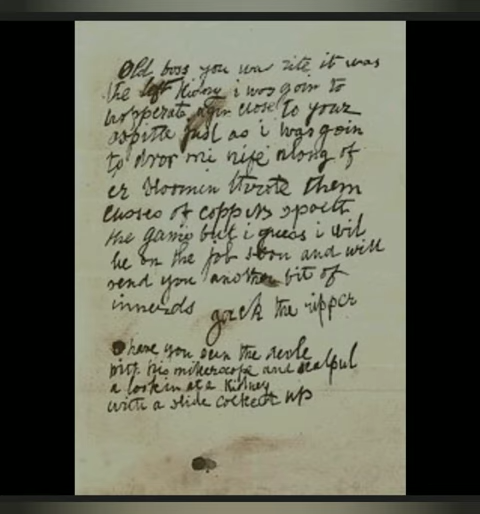 Old boss you was rite it was
the left kidny i was goin to
hopperate agin close to your
ospitle just as i was goin
to dror mi nife along of
er bloomin throte them
cusses of coppers spoilt
the game but i guess i wil
be on the job soon and will
send you another bit of
innerds Jack the ripper
O have you seen the devle
with his mikerscope and scalpul
a lookin at a Kidney
with a slide cocked up